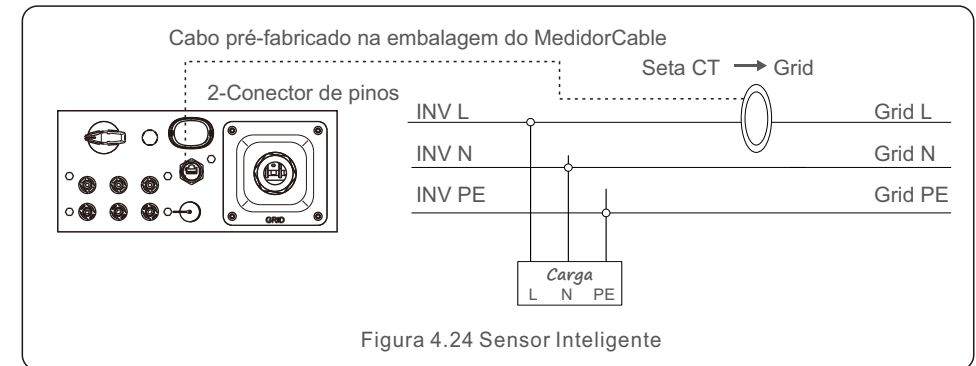 Cabo pré-fabricado na embalagem do MedidorCable
Seta CT → Grid
2-Conector de pinos
INV L
Grid L
INV N
Grid N
INV PE
Grid PE
GRID
Carga
L N PE
Figura 4.24 Sensor Inteligente